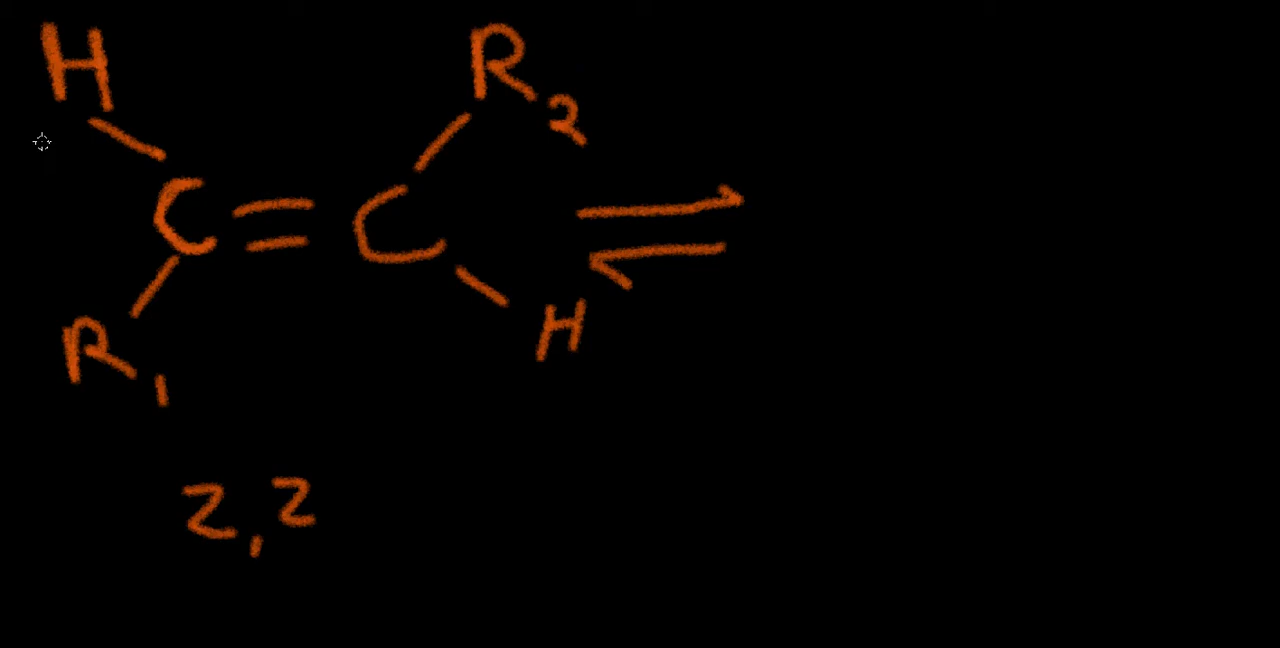 H R2
C = C ⇌
R1 H
2,2